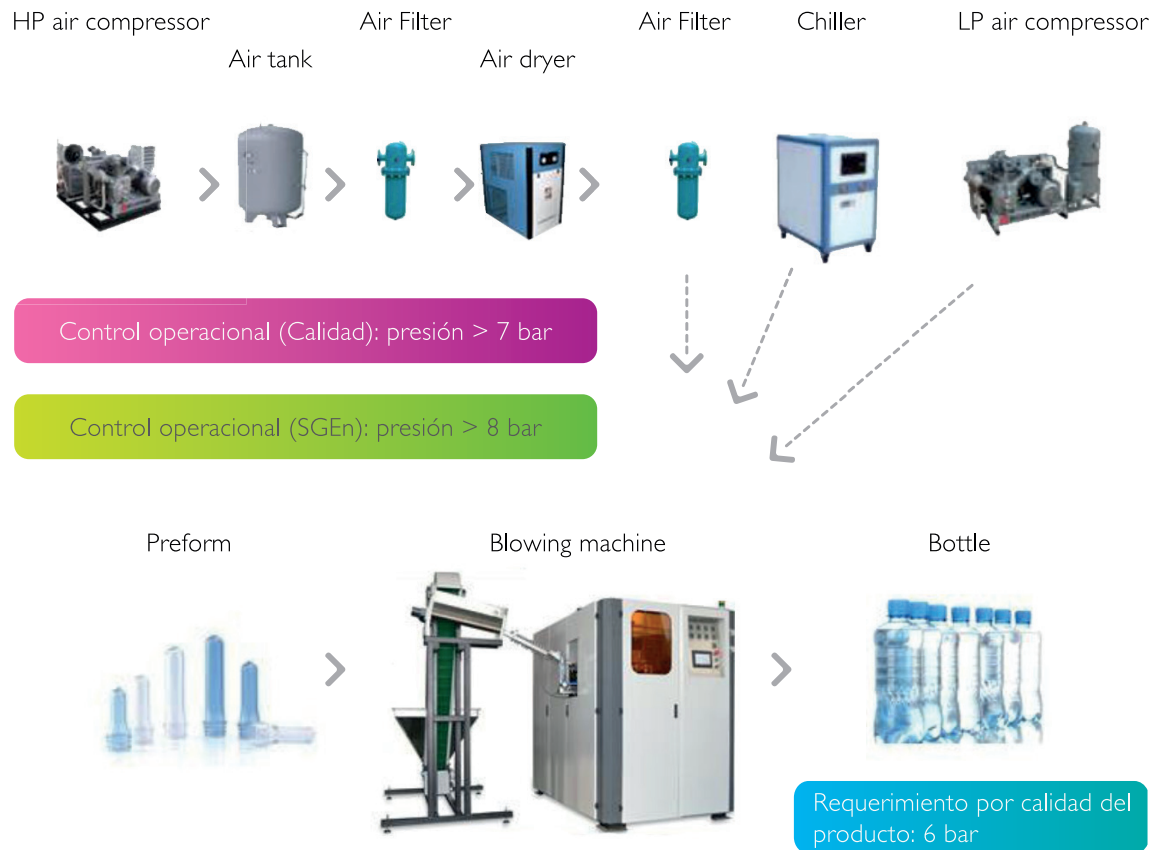 HP air compressor
Air Filter
Air Filter
Chiller
LP air compressor
Air tank
Air dryer
Control operacional (Calidad): presión > 7 bar
Control operacional (SGEn): presión > 8 bar
Preform
Blowing machine
Bottle
Requerimiento por calidad del
producto: 6 bar